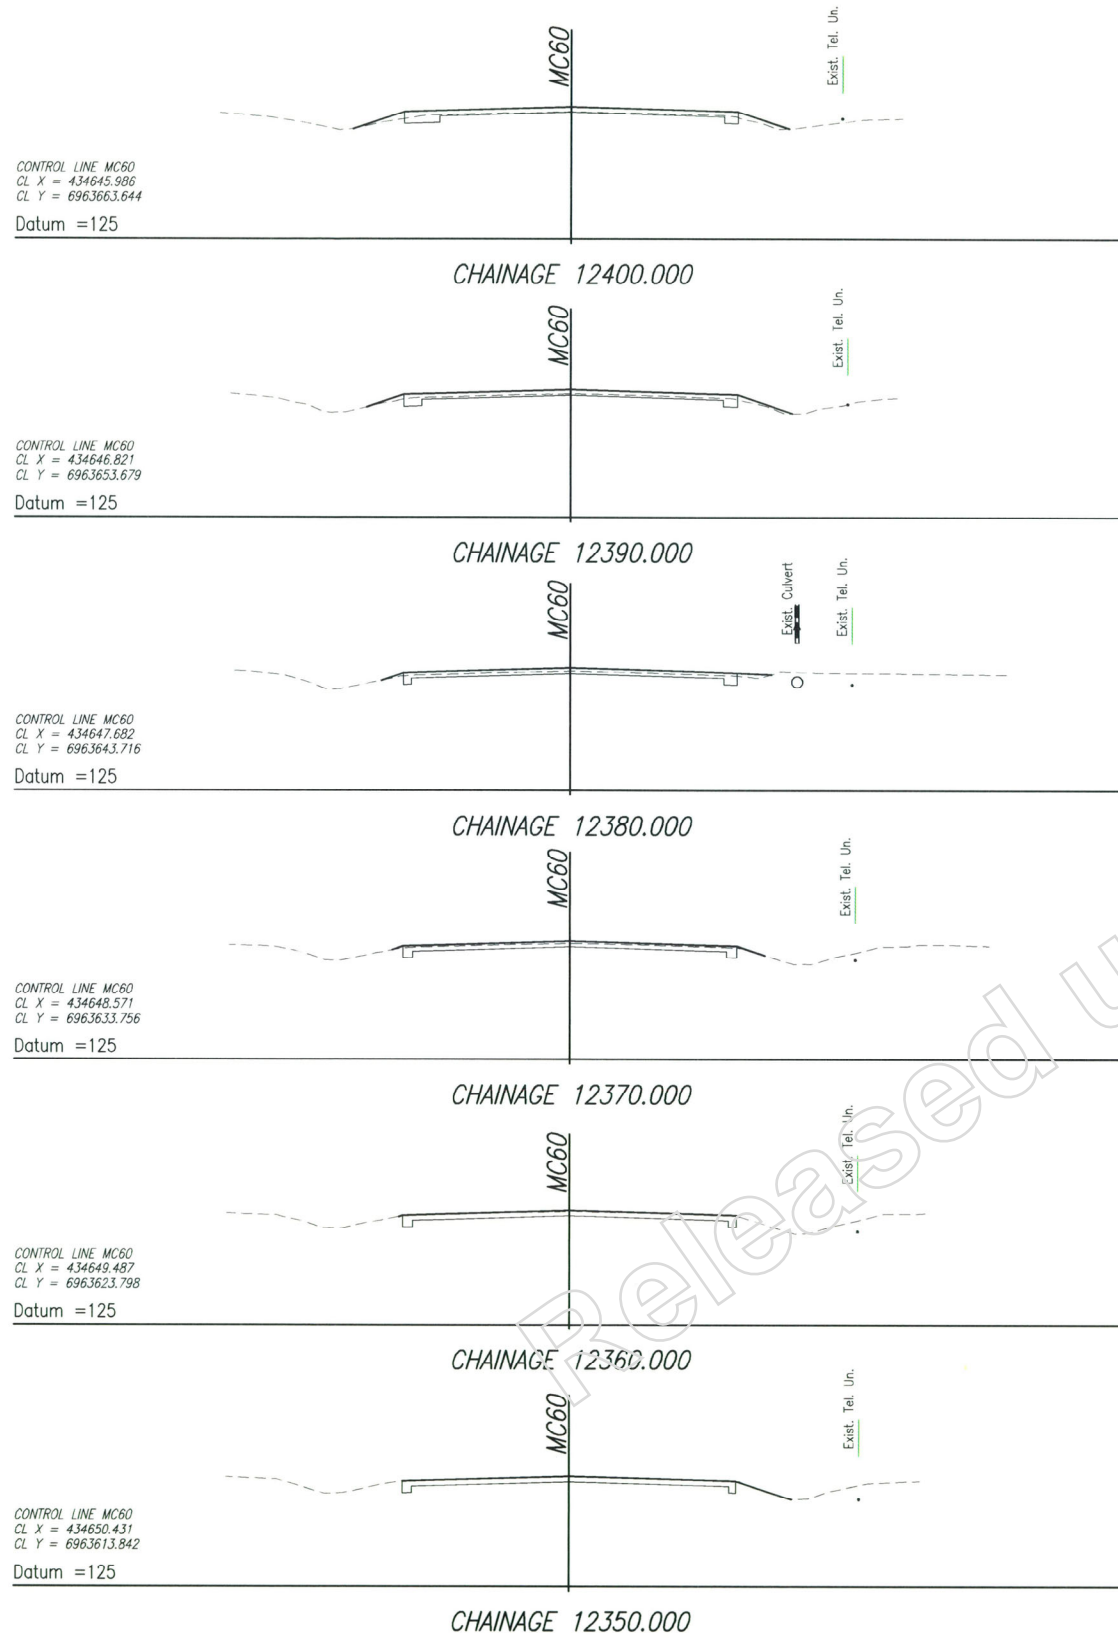 MC60
Exist. Tel. Un.
CONTROL LINE MC60
CL X = 434645.986
CL Y = 6963663.644
Datum =125
CHAINAGE 12400.000
MC60
Exist. Tel. Un.
CONTROL LINE MC60
CL X = 434646.821
CL Y = 6963653.679
Datum =125
CHAINAGE 12390.000
MC60
Exist. Culvert
Exist. Tel. Un.
CONTROL LINE MC60
CL X = 434647.682
CL Y = 6963643.716
Datum =125
CHAINAGE 12380.000
MC60
Exist. Tel. Un.
CONTROL LINE MC60
CL X = 434648.571
CL Y = 6963633.756
Datum =125
CHAINAGE 12370.000
MC60
Exist. Tel. Un.
CONTROL LINE MC60
CL X = 434649.487
CL Y = 6963623.798
Datum =125
CHAINAGE 12360.000
MC60
Exist. Tel. Un.
CONTROL LINE MC60
CL X = 434650.431
CL Y = 6963613.842
Datum =125
CHAINAGE 12350.000
Released u